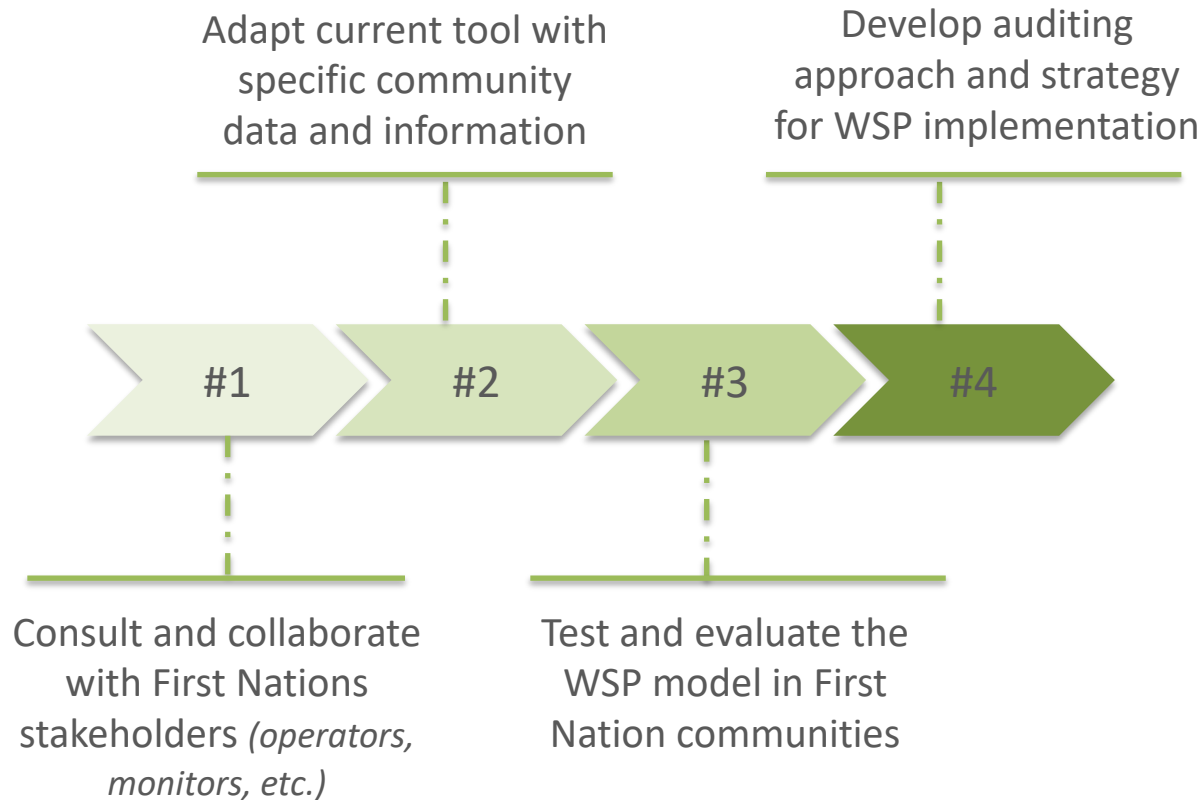 Adapt current tool with
specific community
data and information
Develop auditing
approach and strategy
for WSP implementation
#1
#2
#3
#4
Consult and collaborate
with First Nations
stakeholders (operators,
monitors, etc.)
Test and evaluate the
WSP model in First
Nation communities